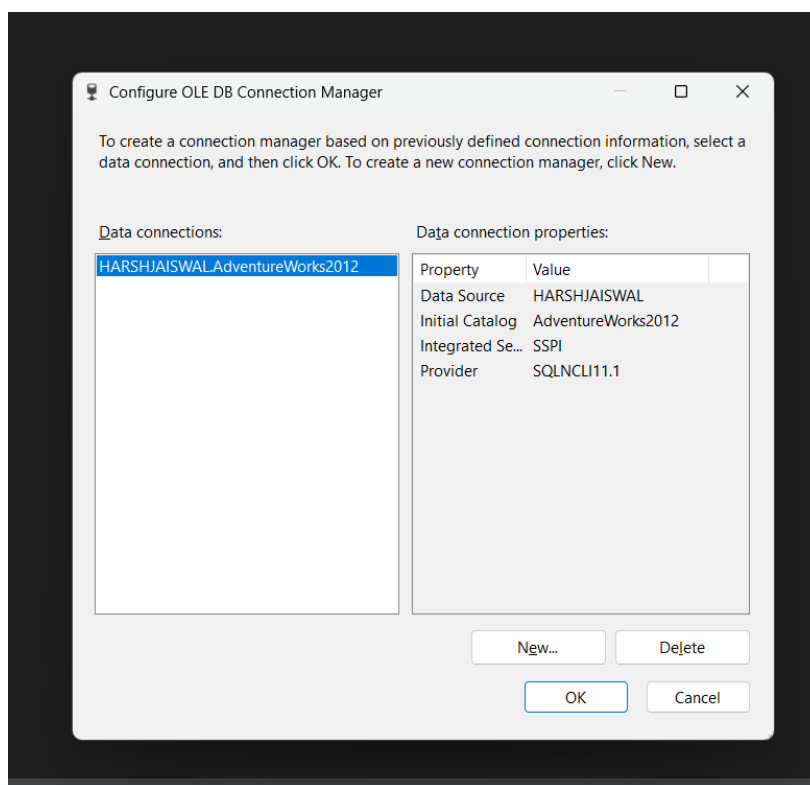 Configure OLE DB Connection Manager
To create a connection manager based on previously defined connection information, select a
data connection, and then click OK. To create a new connection manager, click New.
Data connections:
HARSHJAISWAL.AdventureWorks2012
Data connection properties:
Property Value
Data Source HARSHJAISWAL
Initial Catalog AdventureWorks2012
Integrated Se... SSPI
Provider SQLNCLI11.1
New...
Delete
OK
Cancel